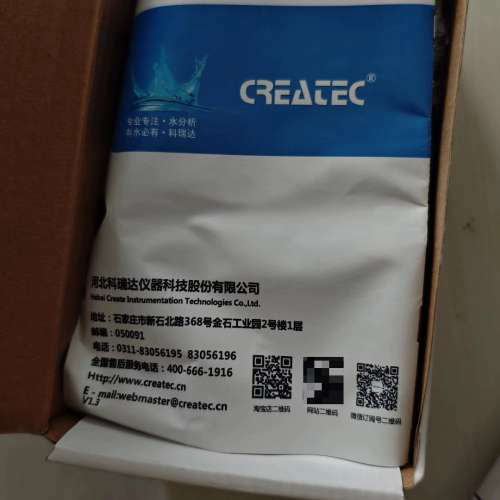 CREATEC®
专业专注·水分析
有水必有·科瑞达
河北科瑞达仪器科技股份有限公司
Hebei Create Instrumentation Technologies Co.,Ltd.
地址：石家庄市新石北路368号金石工业园2号楼1层
邮编：050091
电话：0311-83056195 83056196
全国售后服务电话：400-666-1916
Http://www.createc.cn
E - mail:webmaster@createc.cn
V1.3
淘宝店二维码
网站二维码
微信订阅号二维码